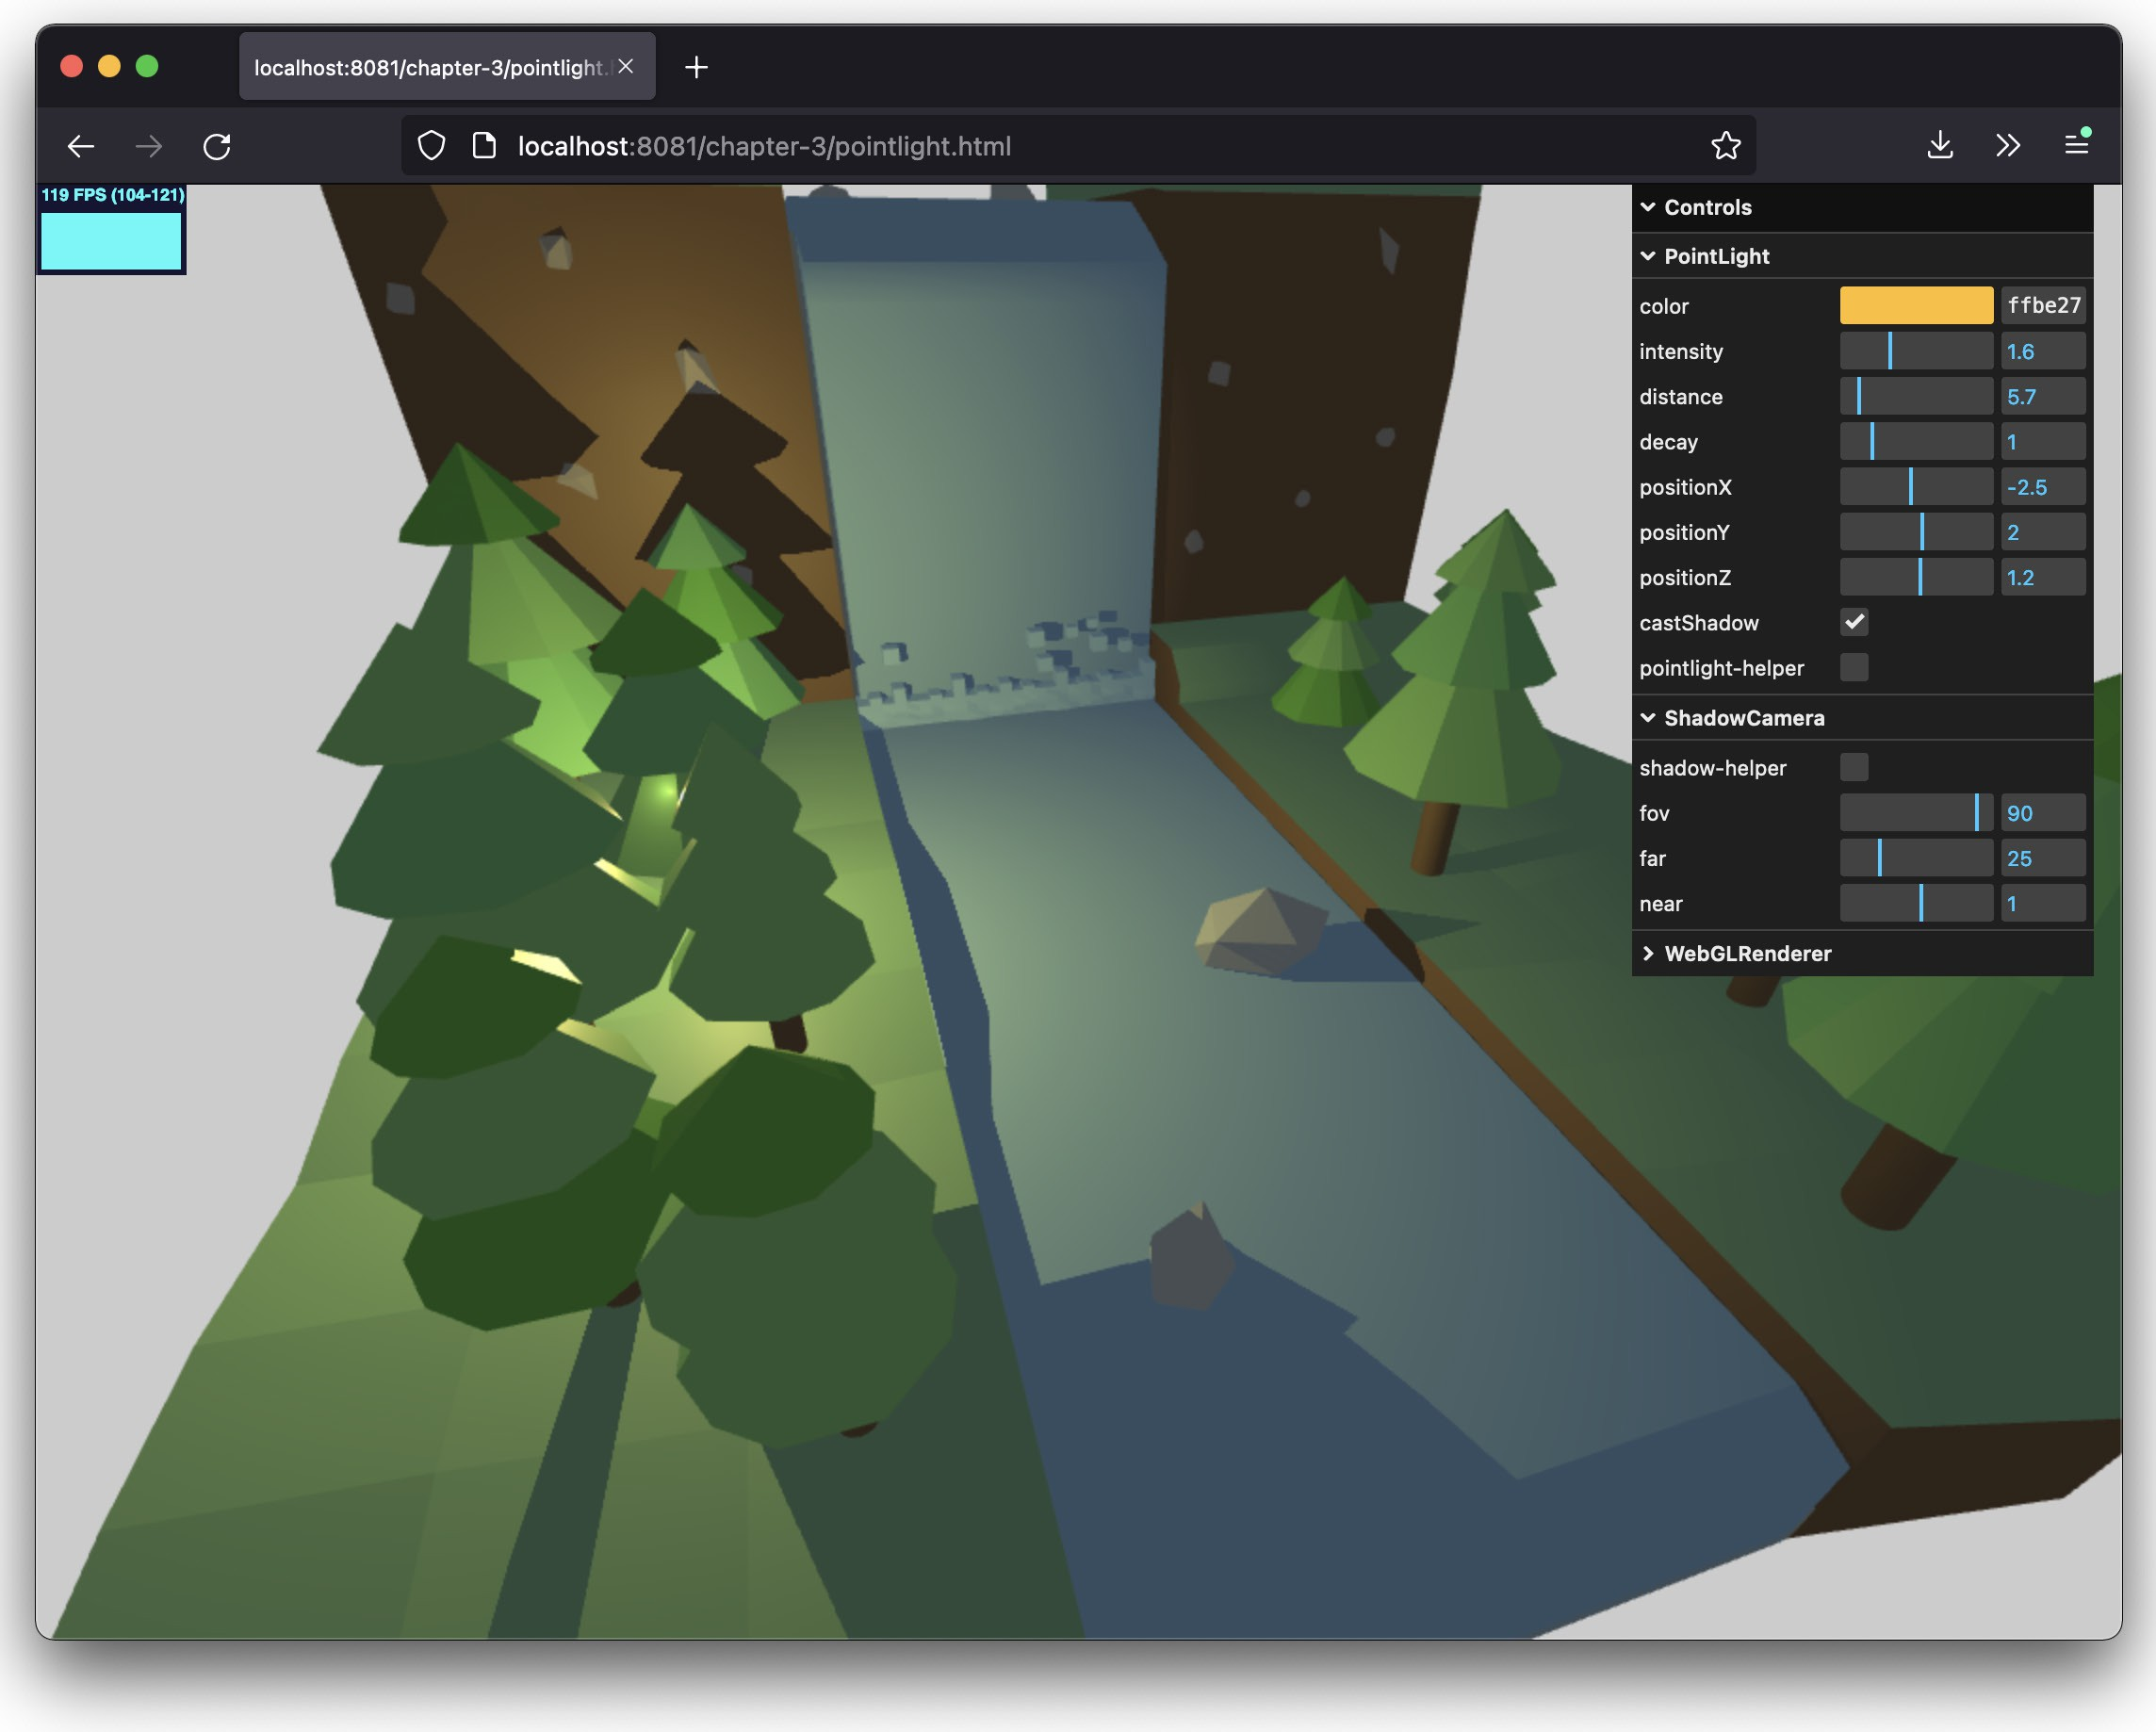 localhost:8081/chapter-3/pointlight.
localhost:8081/chapter-3/pointlight.html
119 FPS (104-121)
Controls
PointLight
color ffbe27
intensity 1.6
distance 5.7
decay 1
positionX -2.5
positionY 2
positionZ 1.2
castShadow
pointlight-helper
ShadowCamera
shadow-helper
fov 90
far 25
near 1
WebGLRenderer